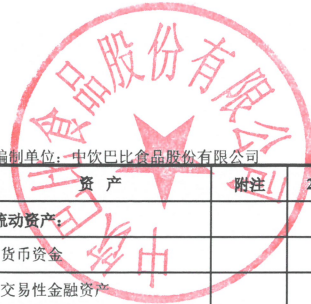 中饮巴比食品股份有限公司
编制单位：中饮巴比食品股份有限公司
资 产 附注 2
流动资产：
货币资金
交易性金融资产